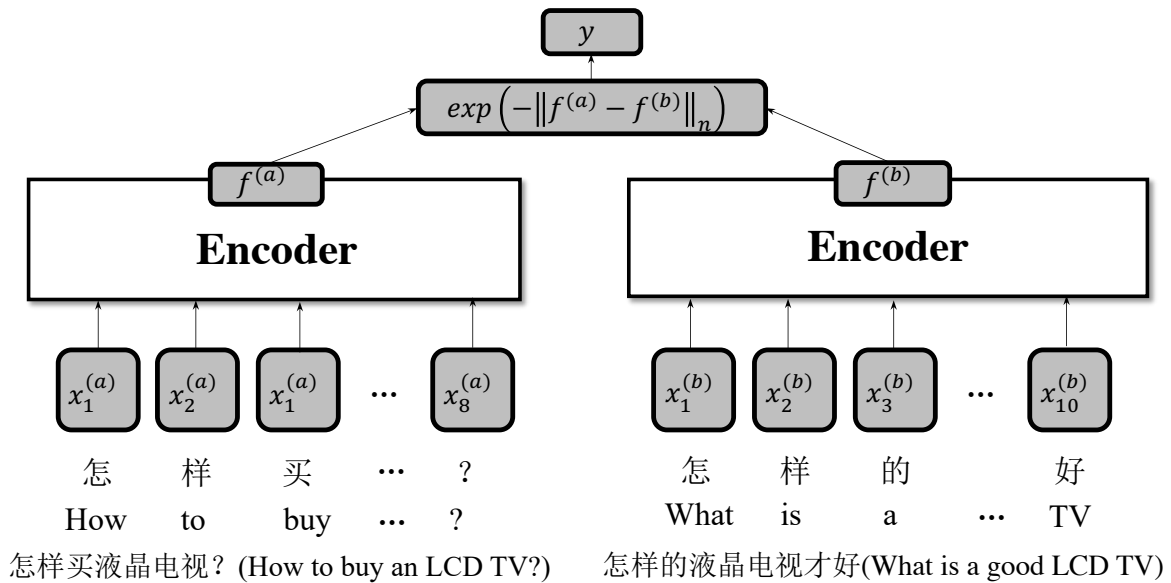 y
exp(−‖f^(a) − f^(b)‖_n)
f^(a) f^(b)
Encoder Encoder
x_1^(a) x_2^(a) x_1^(a) ··· x_8^(a) x_1^(b) x_2^(b) x_3^(b) ··· x_10^(b)
怎 样 买 ··· ? 怎 样 的 好
How to buy ··· ? What is a ··· TV
怎样买液晶电视？(How to buy an LCD TV?) 怎样的液晶电视才好(What is a good LCD TV)